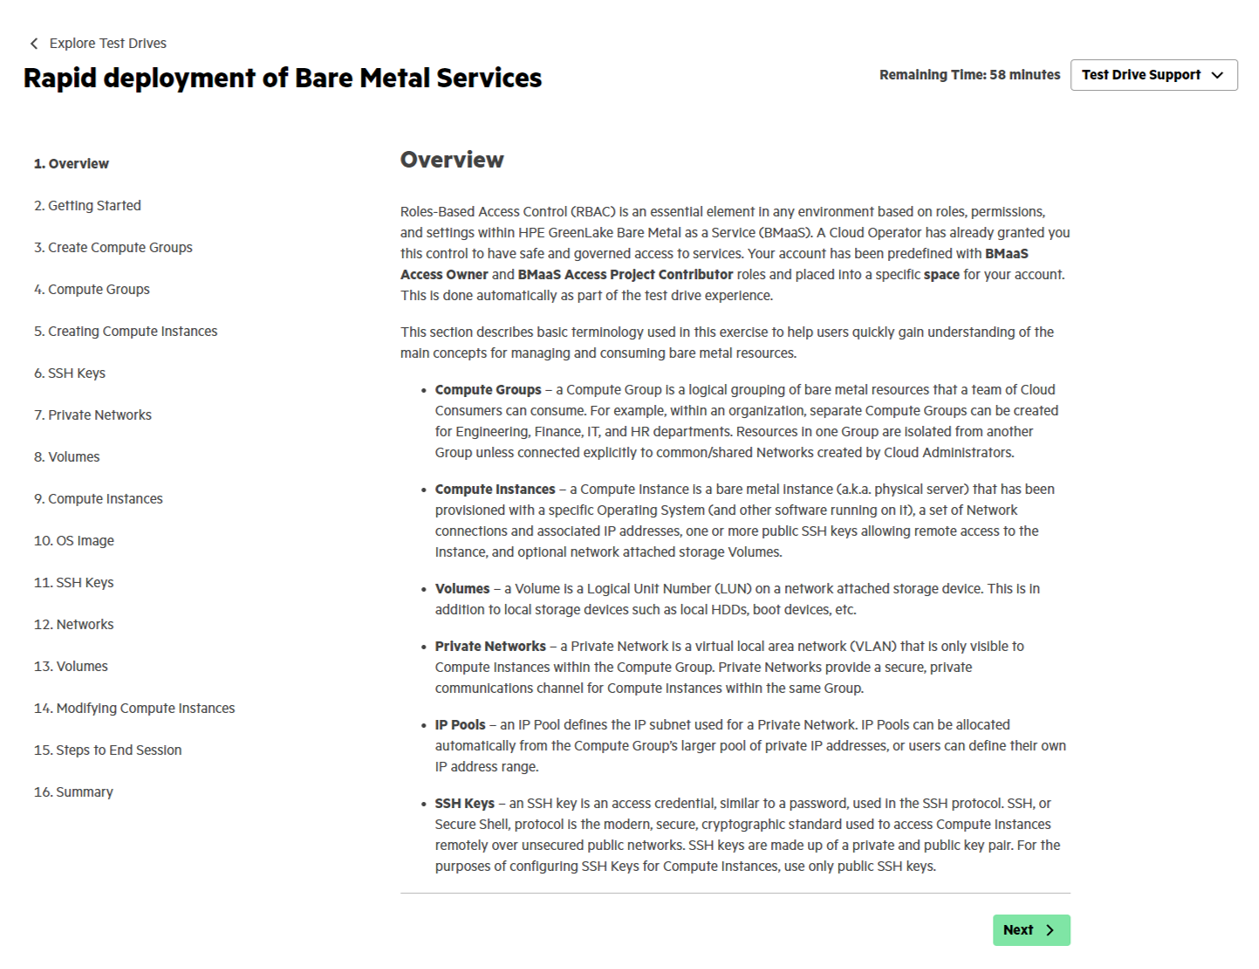 Explore Test Drives
Rapid deployment of Bare Metal Services
Remaining Time: 58 minutes
Test Drive Support
1. Overview
2. Getting Started
3. Create Compute Groups
4. Compute Groups
5. Creating Compute Instances
6. SSH Keys
7. Private Networks
8. Volumes
9. Compute Instances
10. OS Image
11. SSH Keys
12. Networks
13. Volumes
14. Modifying Compute Instances
15. Steps to End Session
16. Summary
Overview
Roles-Based Access Control (RBAC) is an essential element in any environment based on roles, permissions,
and settings within HPE GreenLake Bare Metal as a Service (BMaaS). A Cloud Operator has already granted you
this control to have safe and governed access to services. Your account has been predefined with BMaaS
Access Owner and BMaaS Access Project Contributor roles and placed into a specific space for your account.
This is done automatically as part of the test drive experience.
This section describes basic terminology used in this exercise to help users quickly gain understanding of the
main concepts for managing and consuming bare metal resources.
• Compute Groups – a Compute Group is a logical grouping of bare metal resources that a team of Cloud
Consumers can consume. For example, within an organization, separate Compute Groups can be created
for Engineering, Finance, IT, and HR departments. Resources in one Group are isolated from another
Group unless connected explicitly to common/shared Networks created by Cloud Administrators.
• Compute Instances – a Compute Instance is a bare metal instance (a.k.a. physical server) that has been
provisioned with a specific Operating System (and other software running on it), a set of Network
connections and associated IP addresses, one or more public SSH keys allowing remote access to the
instance, and optional network attached storage Volumes.
• Volumes – a Volume is a Logical Unit Number (LUN) on a network attached storage device. This is in
addition to local storage devices such as local HDDs, boot devices, etc.
• Private Networks – a Private Network is a virtual local area network (VLAN) that is only visible to
Compute Instances within the Compute Group. Private Networks provide a secure, private
communications channel for Compute Instances within the same Group.
• IP Pools – an IP Pool defines the IP subnet used for a Private Network. IP Pools can be allocated
automatically from the Compute Group's larger pool of private IP addresses, or users can define their own
IP address range.
• SSH Keys – an SSH key is an access credential, similar to a password, used in the SSH protocol. SSH, or
Secure Shell, protocol is the modern, secure, cryptographic standard used to access Compute Instances
remotely over unsecured public networks. SSH keys are made up of a private and public key pair. For the
purposes of configuring SSH Keys for Compute Instances, use only public SSH keys.
Next